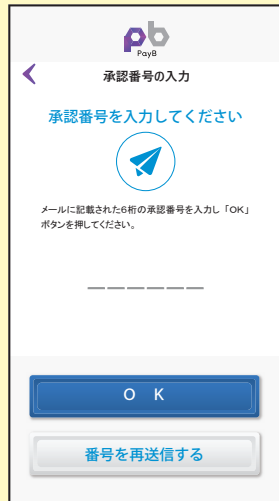 pb
PayB
承認番号の入力
承認番号を入力してください
メールに記載された6桁の承認番号を入力し「OK」
ボタンを押してください。
OK
番号を再送信する